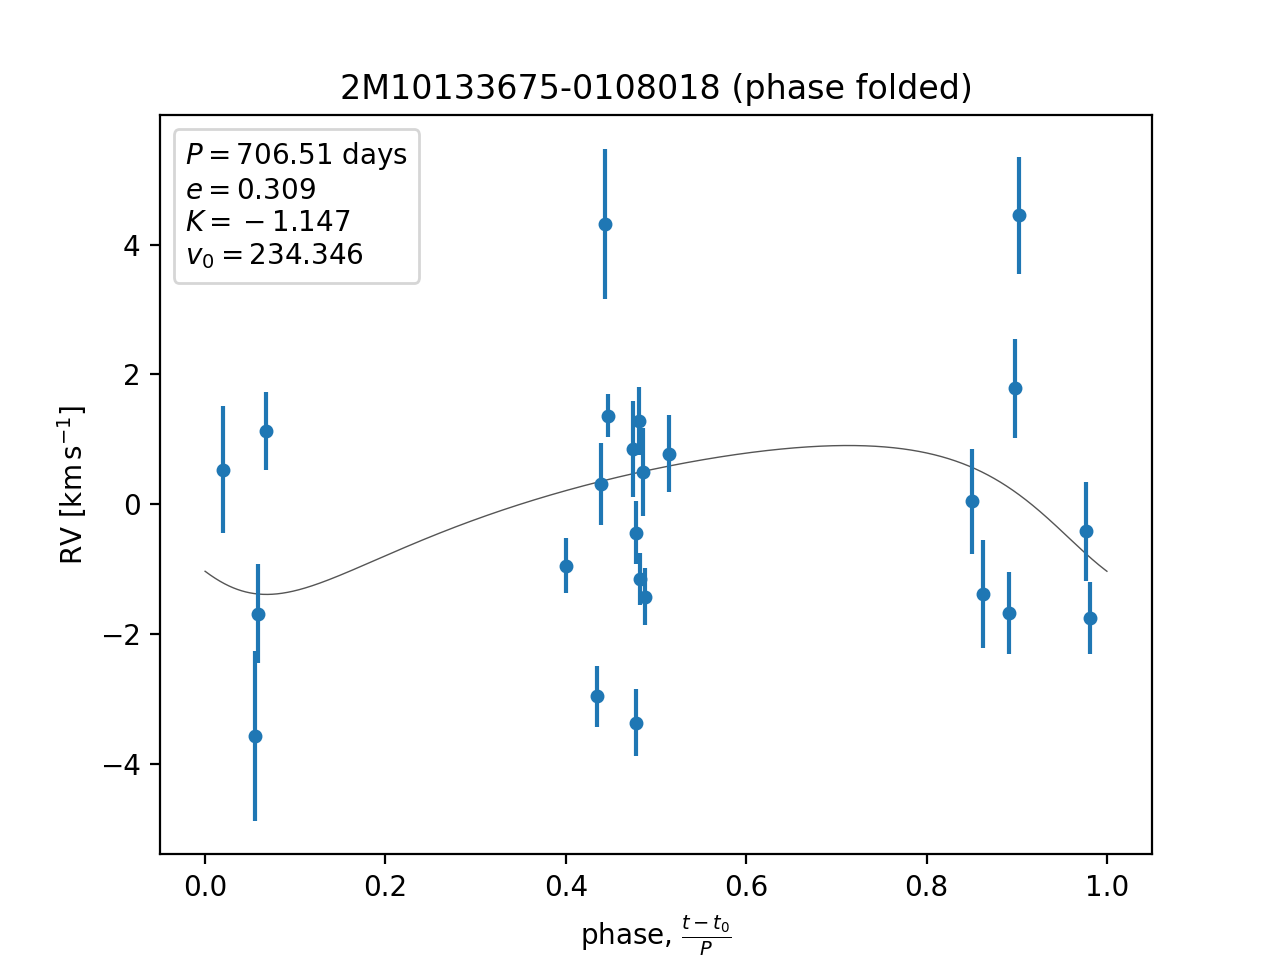 2M10133675-0108018 (phase folded)
P = 706.51 days
e = 0.309
K = −1.147
v₀ = 234.346
4
2
0
−2
−4
RV [km s⁻¹]
0.0 0.2 0.4 0.6 0.8 1.0
phase, (t − t₀)/P